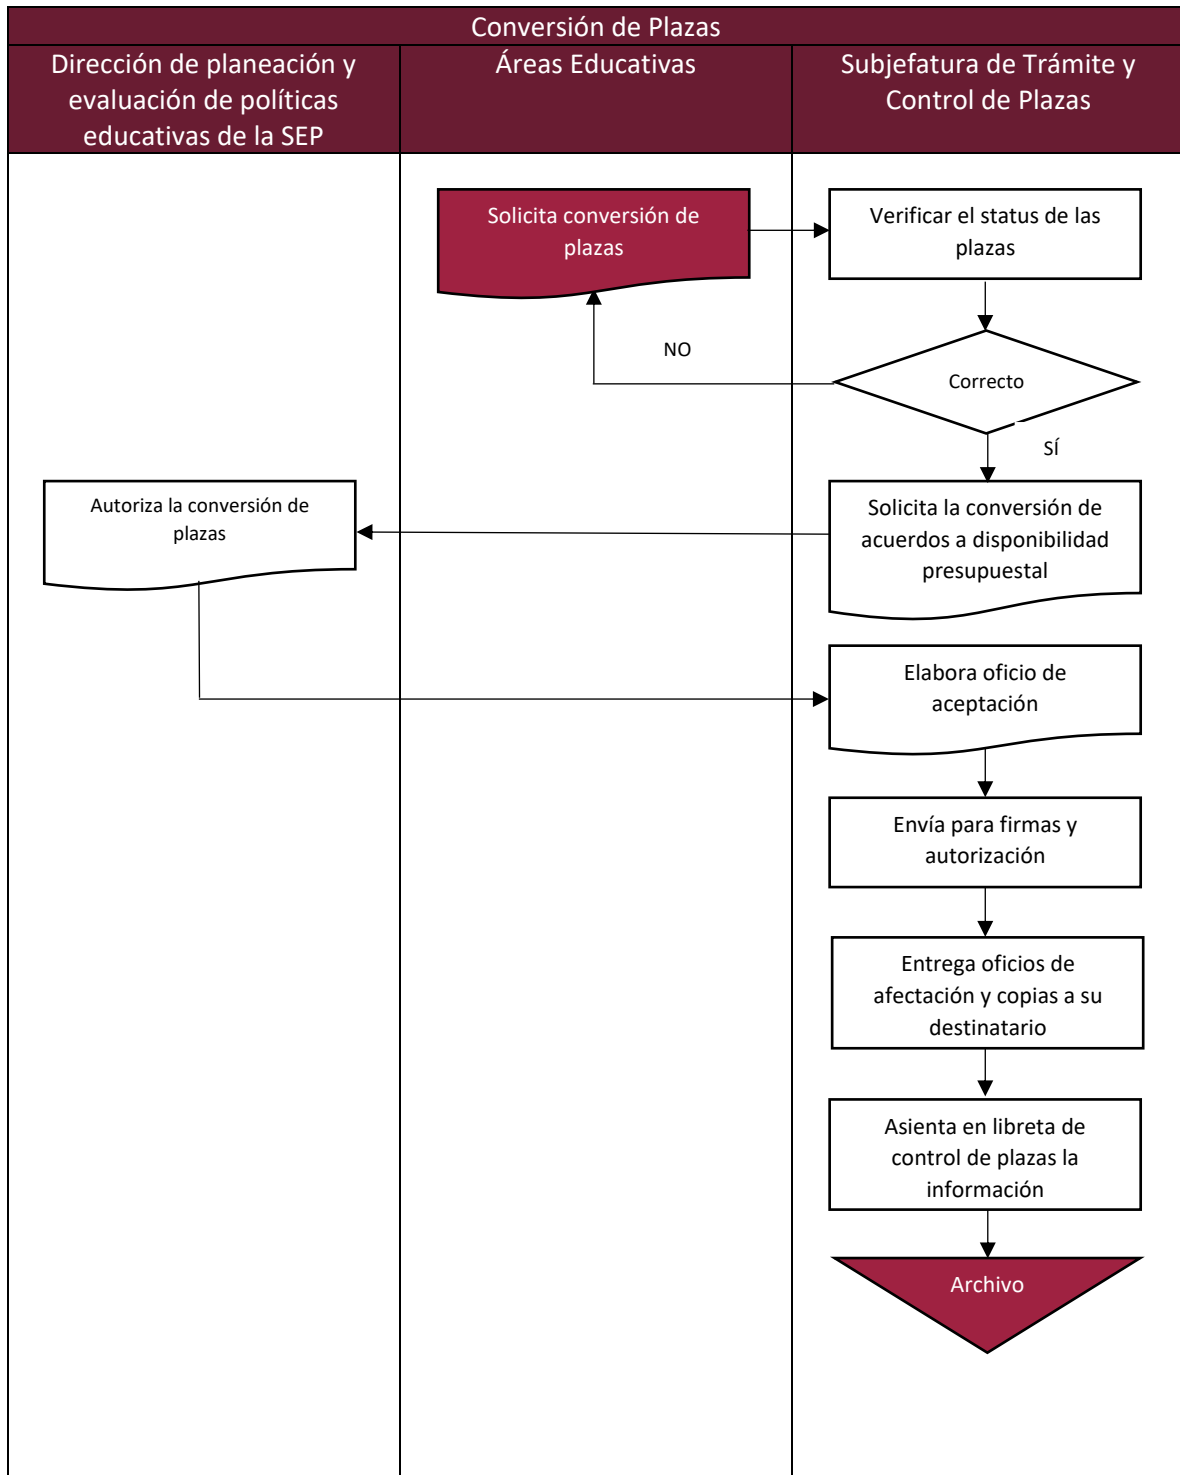 Conversión de Plazas
Dirección de planeación y
evaluación de políticas
educativas de la SEP
Áreas Educativas
Subjefatura de Trámite y
Control de Plazas
Solicita conversión de
plazas
Verificar el status de las
plazas
NO
Correcto
SÍ
Autoriza la conversión de
plazas
Solicita la conversión de
acuerdos a disponibilidad
presupuestal
Elabora oficio de
aceptación
Envía para firmas y
autorización
Entrega oficios de
afectación y copias a su
destinatario
Asienta en libreta de
control de plazas la
información
Archivo